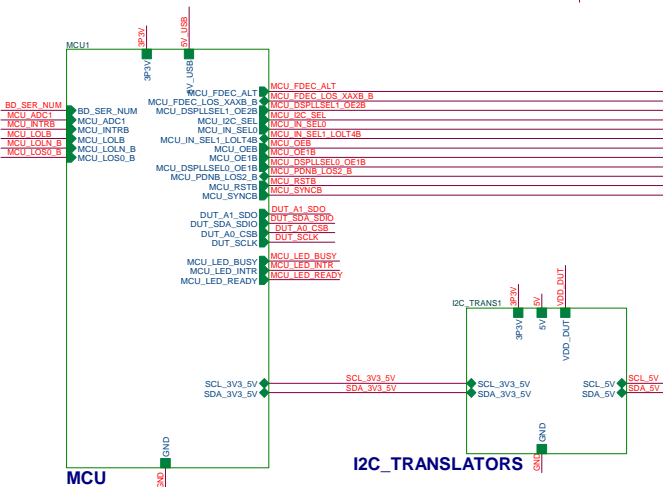 MCU1
3P3V
5V_USB
3P3V
5V_USB
BD_SER_NUM
MCU_ADC1
MCU_INTRB
MCU_LOLB
MCU_LOLN_B
MCU_LOS0_B
BD_SER_NUM
MCU_ADC1
MCU_INTRB
MCU_LOLB
MCU_LOLN_B
MCU_LOS0_B
MCU_FDEC_ALT
MCU_FDEC_LOS_XAXB_B
MCU_DSPLLSEL1_OE2B
MCU_I2C_SEL
MCU_IN_SEL0
MCU_IN_SEL1_LOLT4B
MCU_OEB
MCU_OE1B
MCU_DSPLLSEL0_OE1B
MCU_PDNB_LOS2_B
MCU_RSTB
MCU_SYNCB
MCU_FDEC_ALT
MCU_FDEC_LOS_XAXB_B
MCU_DSPLLSEL1_OE2B
MCU_I2C_SEL
MCU_IN_SEL0
MCU_IN_SEL1_LOLT4B
MCU_OEB
MCU_OE1B
MCU_DSPLLSEL0_OE1B
MCU_PDNB_LOS2_B
MCU_RSTB
MCU_SYNCB
DUT_A1_SDO
DUT_SDA_SDIO
DUT_A0_CSB
DUT_SCLK
DUT_A1_SDO
DUT_SDA_SDIO
DUT_A0_CSB
DUT_SCLK
MCU_LED_BUSY
MCU_LED_INTR
MCU_LED_READY
MCU_LED_BUSY
MCU_LED_INTR
MCU_LED_READY
SCL_3V3_5V
SDA_3V3_5V
SCL_3V3_5V
SDA_3V3_5V
GND
GND
MCU
I2C_TRANS1
3P3V
5V
VDD_DUT
3P3V
5V
VDD_DUT
SCL_3V3_5V
SDA_3V3_5V
SCL_5V
SDA_5V
SCL_5V
SDA_5V
GND
GND
I2C_TRANSLATORS